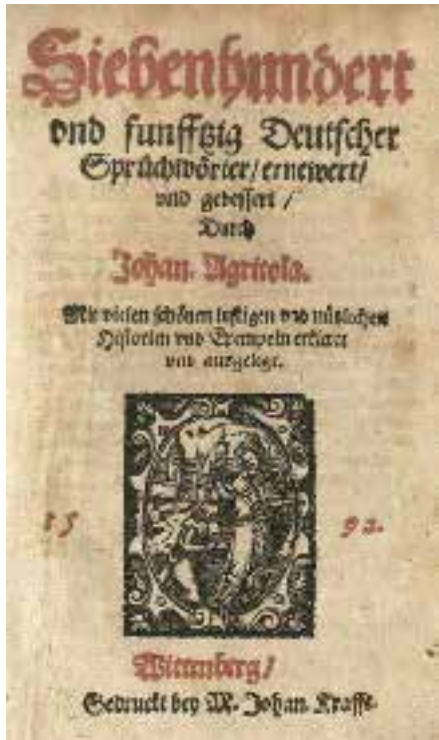 Siebenhundert
vnd funfftzig Deutscher
Sprüchwörter/ ernewert/
vnd gebessert /
Durch
Johan. Agricola.
Mit vielen schönen lustigen vnd nützlichen
Historien vnd Exempeln erkleret
vnd ausgelegt.
15 92.
Wittenberg/
Gedruckt bey M. Johan. Krafft.